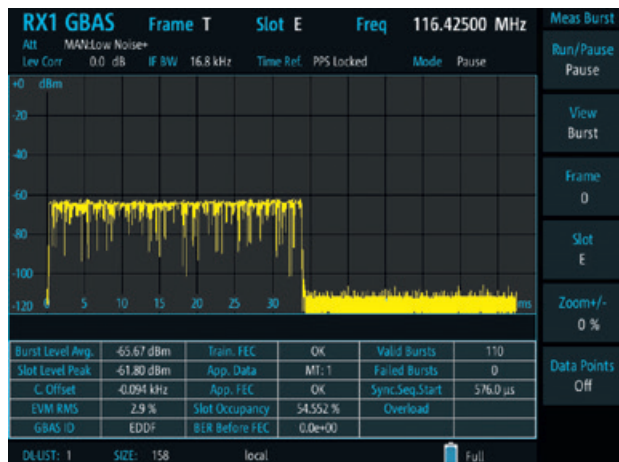 RX1 GBAS Frame T Slot E Freq 116.42500 MHz
Att MAN:Low Noise+
Lev Corr 0.0 dB IF BW 16.8 kHz Time Ref. PPS Locked Mode Pause
Meas Burst
Run/Pause
Pause
View
Burst
Frame
0
Slot
E
Zoom+/-
0 %
Data Points
Off
+0 dBm
-20
-40
-60
-80
-100
-120 0 5 10 15 20 25 30 ms
Burst Level Avg. -65.67 dBm Train. FEC OK Valid Bursts 110
Slot Level Peak -61.80 dBm App. Data MT: 1 Failed Bursts 0
C. Offset -0.094 kHz App. FEC OK Sync.Seq.Start 576.0 µs
EVM RMS 2.9 % Slot Occupancy 54.552 % Overload
GBAS ID EDDF BER Before FEC 0.0e+00
DL-LIST: 1 SIZE: 158 local Full